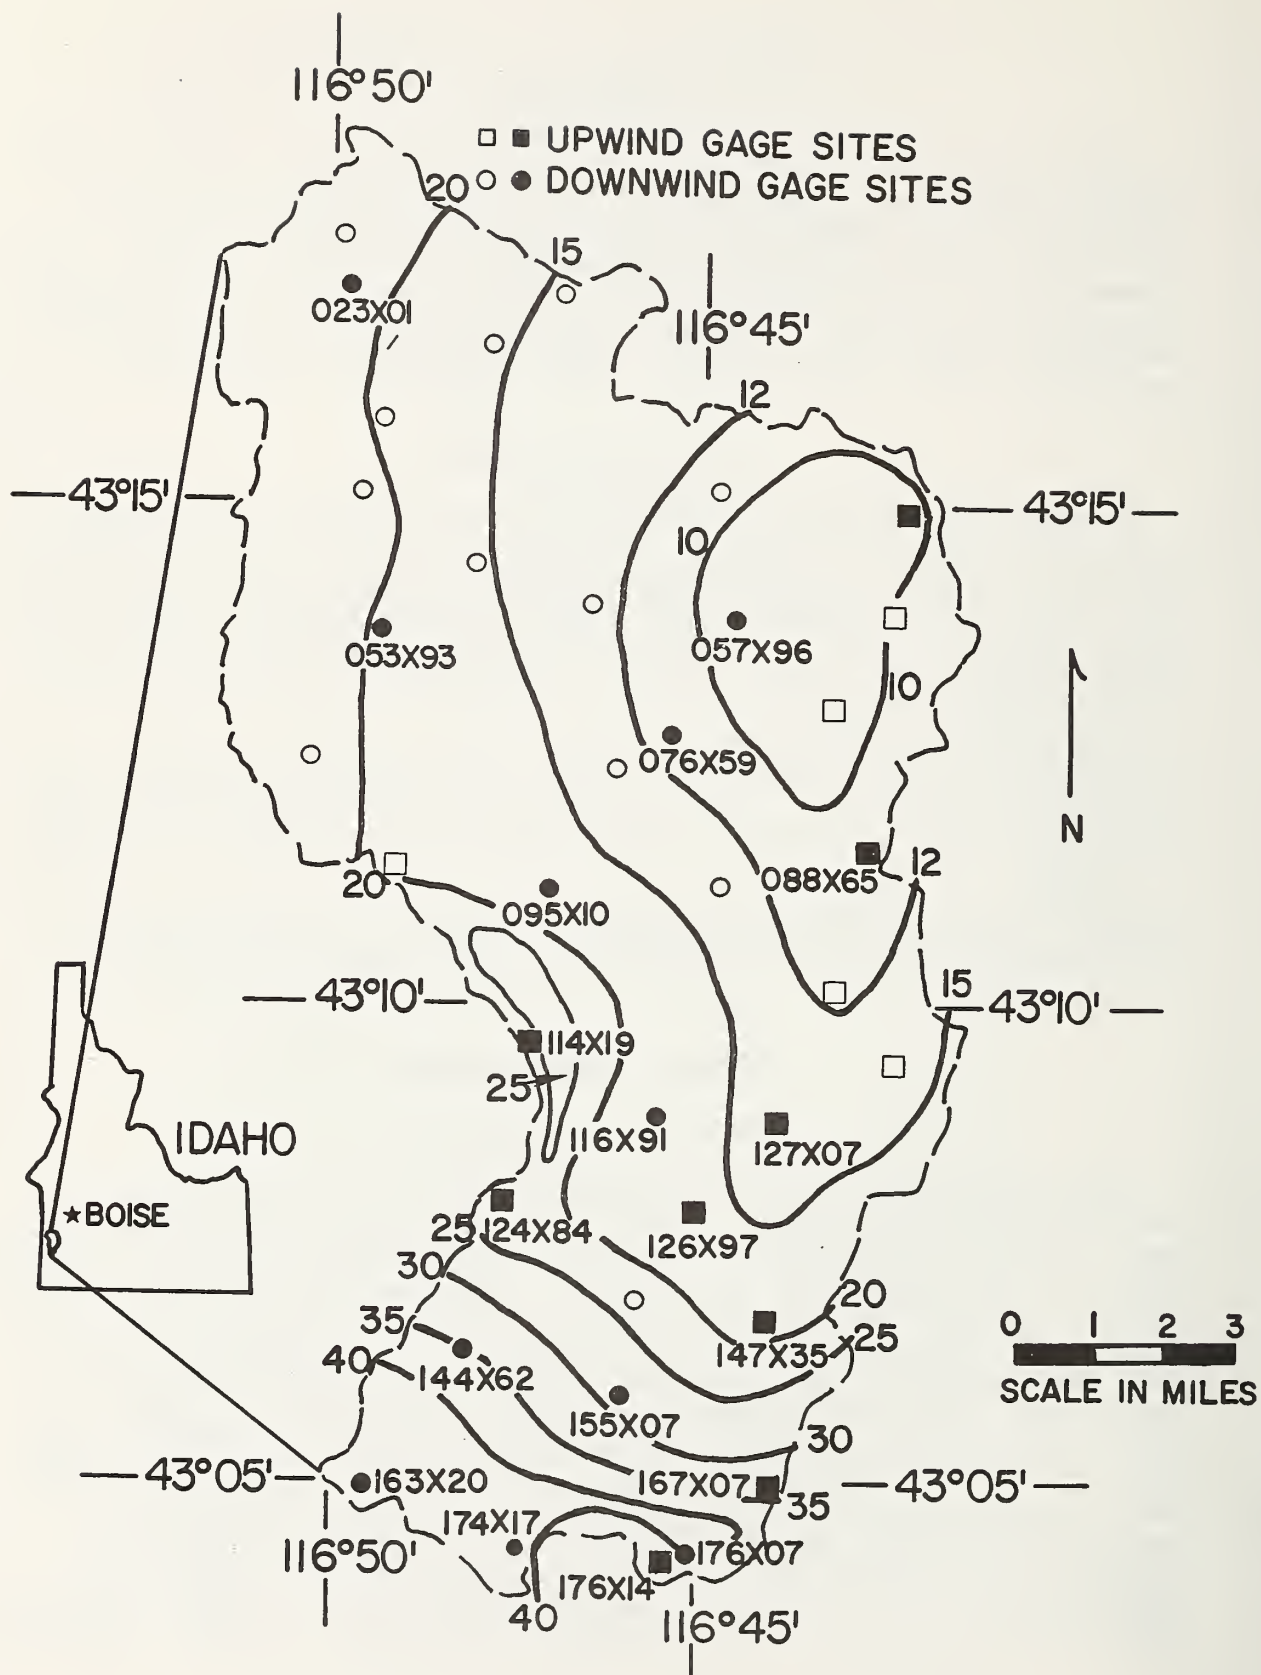 116°50'
UPWIND GAGE SITES
DOWNWIND GAGE SITES
20
15
023X01
116°45'
12
43°15'
43°15'
10
053X93
057X96
10
076X59
N
088X65
12
20
095X10
15
43°10'
43°10'
114X19
25
116X91
127X07
IDAHO
BOISE
25
124X84
126X97
30
20
35
25
0 1 2 3
147X35
40
144X62
SCALE IN MILES
155X07
30
43°05'
163X20
167X07
43°05'
35
174X17
116°50'
176X07
176X14
40
116°45'